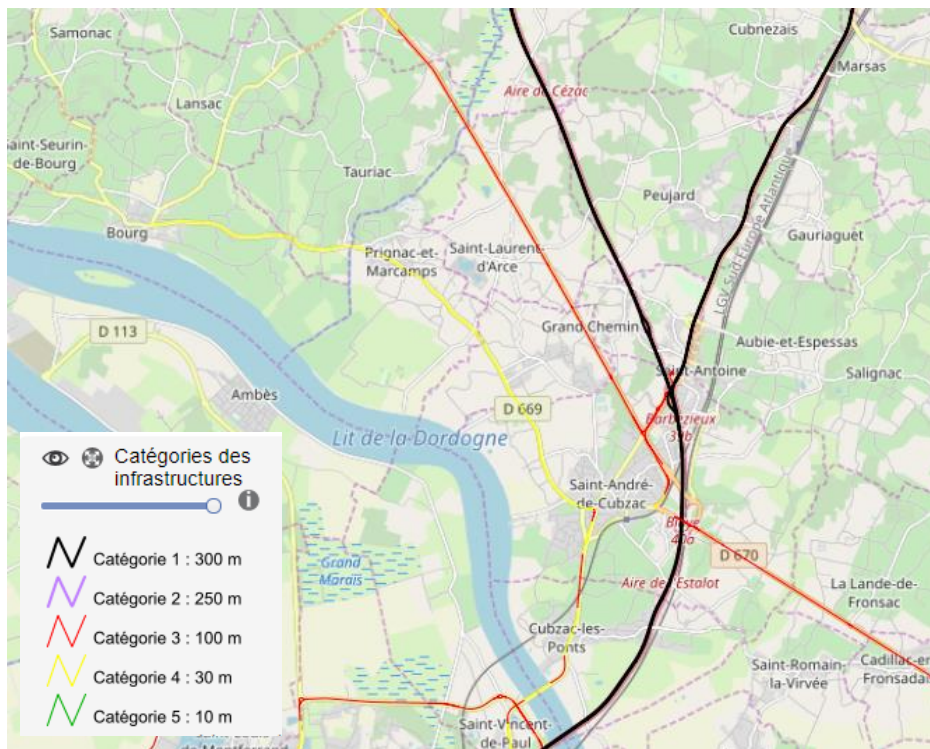 Samonac
Cubnezais
Marsas
Aire de Cézac
Lansac
Saint-Seurin-
de-Bourg
Tauriac
Peujard
LGV Sud-Europe Atlantique
Bourg
Gauriaguet
Prignac-et-
Marcamps
Saint-Laurent-
d'Arce
D 113
Grand Chemin
Aubie-et-Espessas
Saint-Antoine
Salignac
Ambès
D 669
Barbezieux
39b
Lit de la Dordogne
Catégories des
infrastructures
Saint-André-
de-Cubzac
Blaye
40a
D 670
Catégorie 1 : 300 m
Grand
Marais
Aire de l'Estalot
La Lande-de-
Fronsac
Catégorie 2 : 250 m
Catégorie 3 : 100 m
Cubzac-les-
Ponts
Catégorie 4 : 30 m
Saint-Romain-
la-Virvée
Cadillac-en-
Fronsadais
Catégorie 5 : 10 m
Saint-Vincent-
de-Paul